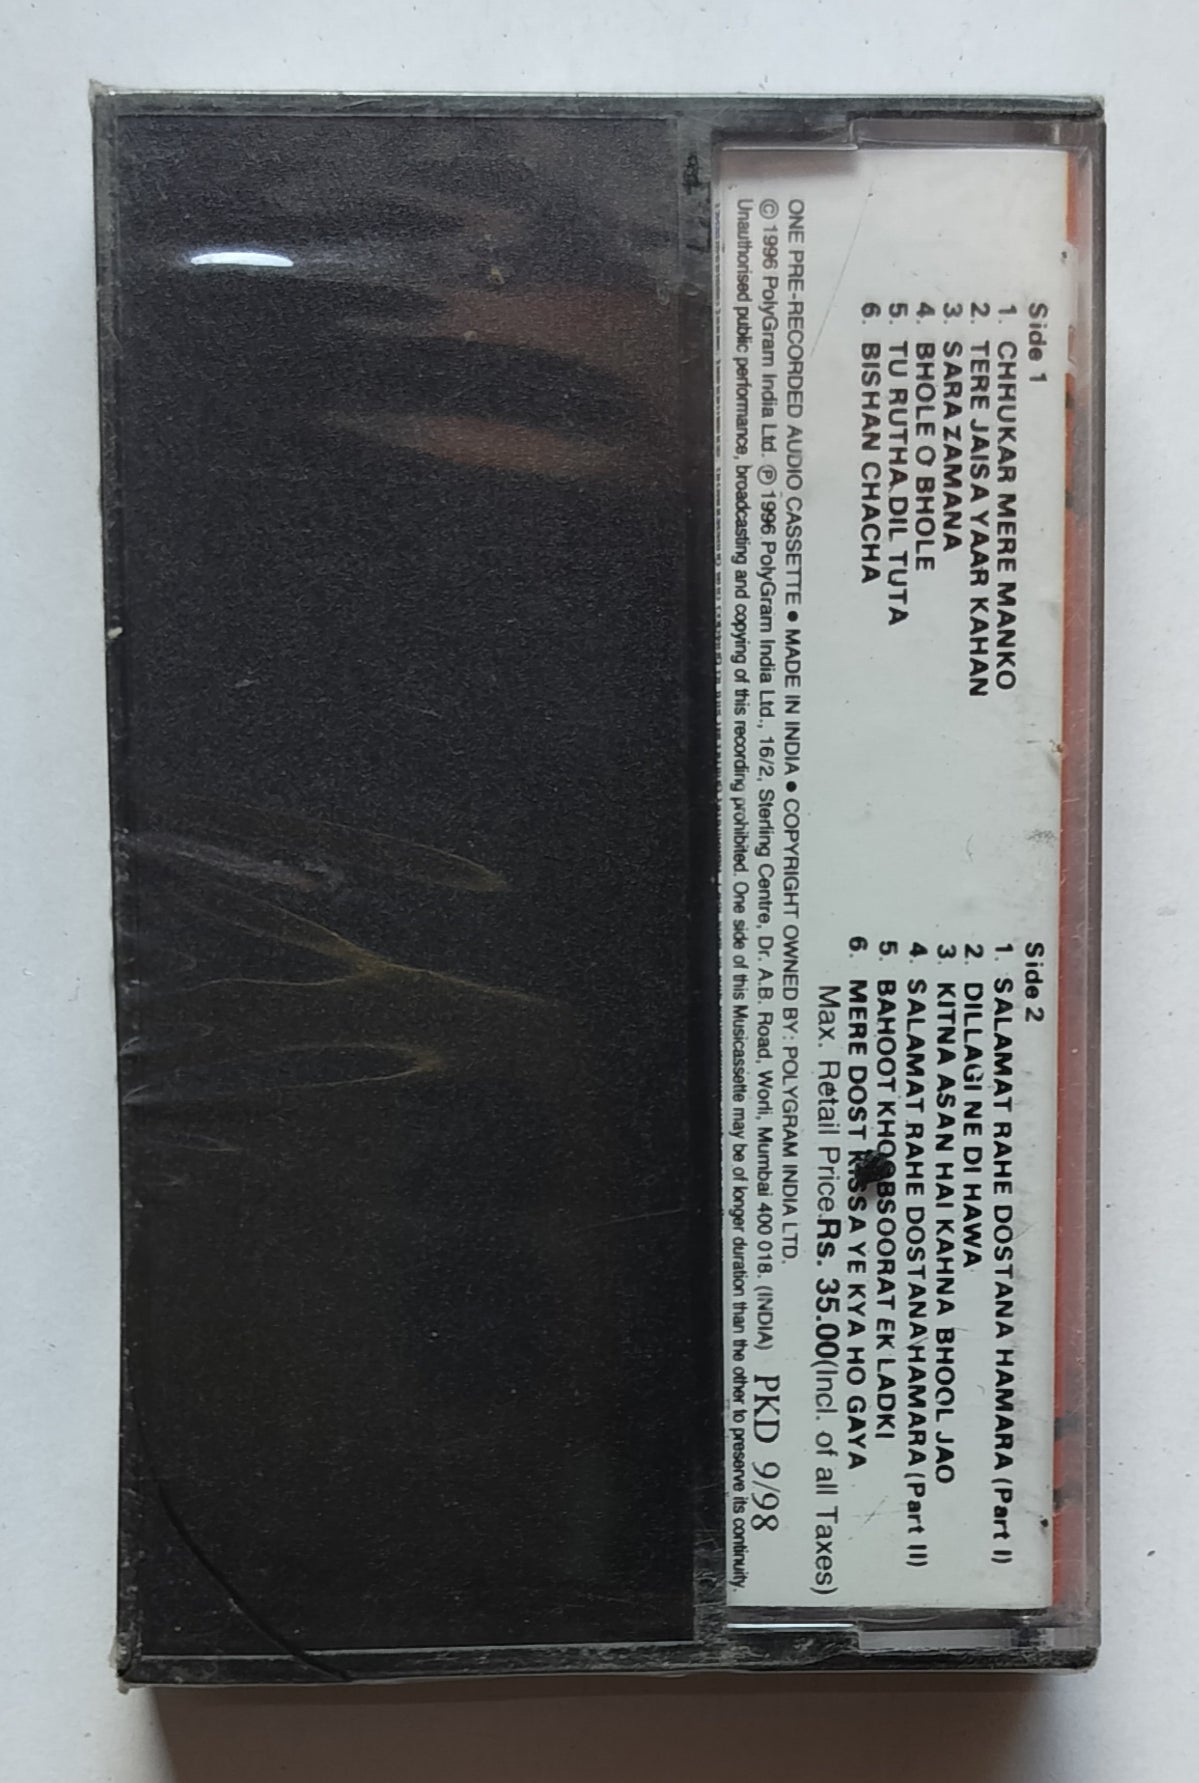 Side 1
1. CHHUKAR MERE MANKO
2. TERE JAISA YAAR KAHAN
3. SARA ZAMANA
4. BHOLE O BHOLE
5. TU RUTHA DIL TUTA
6. BISHAN CHACHA
Side 2
1. SALAMAT RAHE DOSTANA HAMARA (Part I)
2. DILLAGI NE DI HAWA
3. KITNA ASAN HAI KAHNA BHOOL JAO
4. SALAMAT RAHE DOSTANA HAMARA (Part II)
5. BAHOOT KHOOBSOORAT EK LADKI
6. MERE DOST KISSA YE KYA HO GAYA
Max. Retail Price.Rs. 35.00(Incl. of all Taxes)
ONE PRE-RECORDED AUDIO CASSETTE ● MADE IN INDIA ● COPYRIGHT OWNED BY: POLYGRAM INDIA LTD.
© 1996 PolyGram India Ltd. ℗ 1996 PolyGram India Ltd., 16/2, Sterling Centre, Dr. A.B. Road, Worli, Mumbai 400 018. (INDIA) PKD 9/98
Unauthorised public performance, broadcasting and copying of this recording prohibited. One side of this Musicassette may be of longer duration than the other to preserve its continuity.